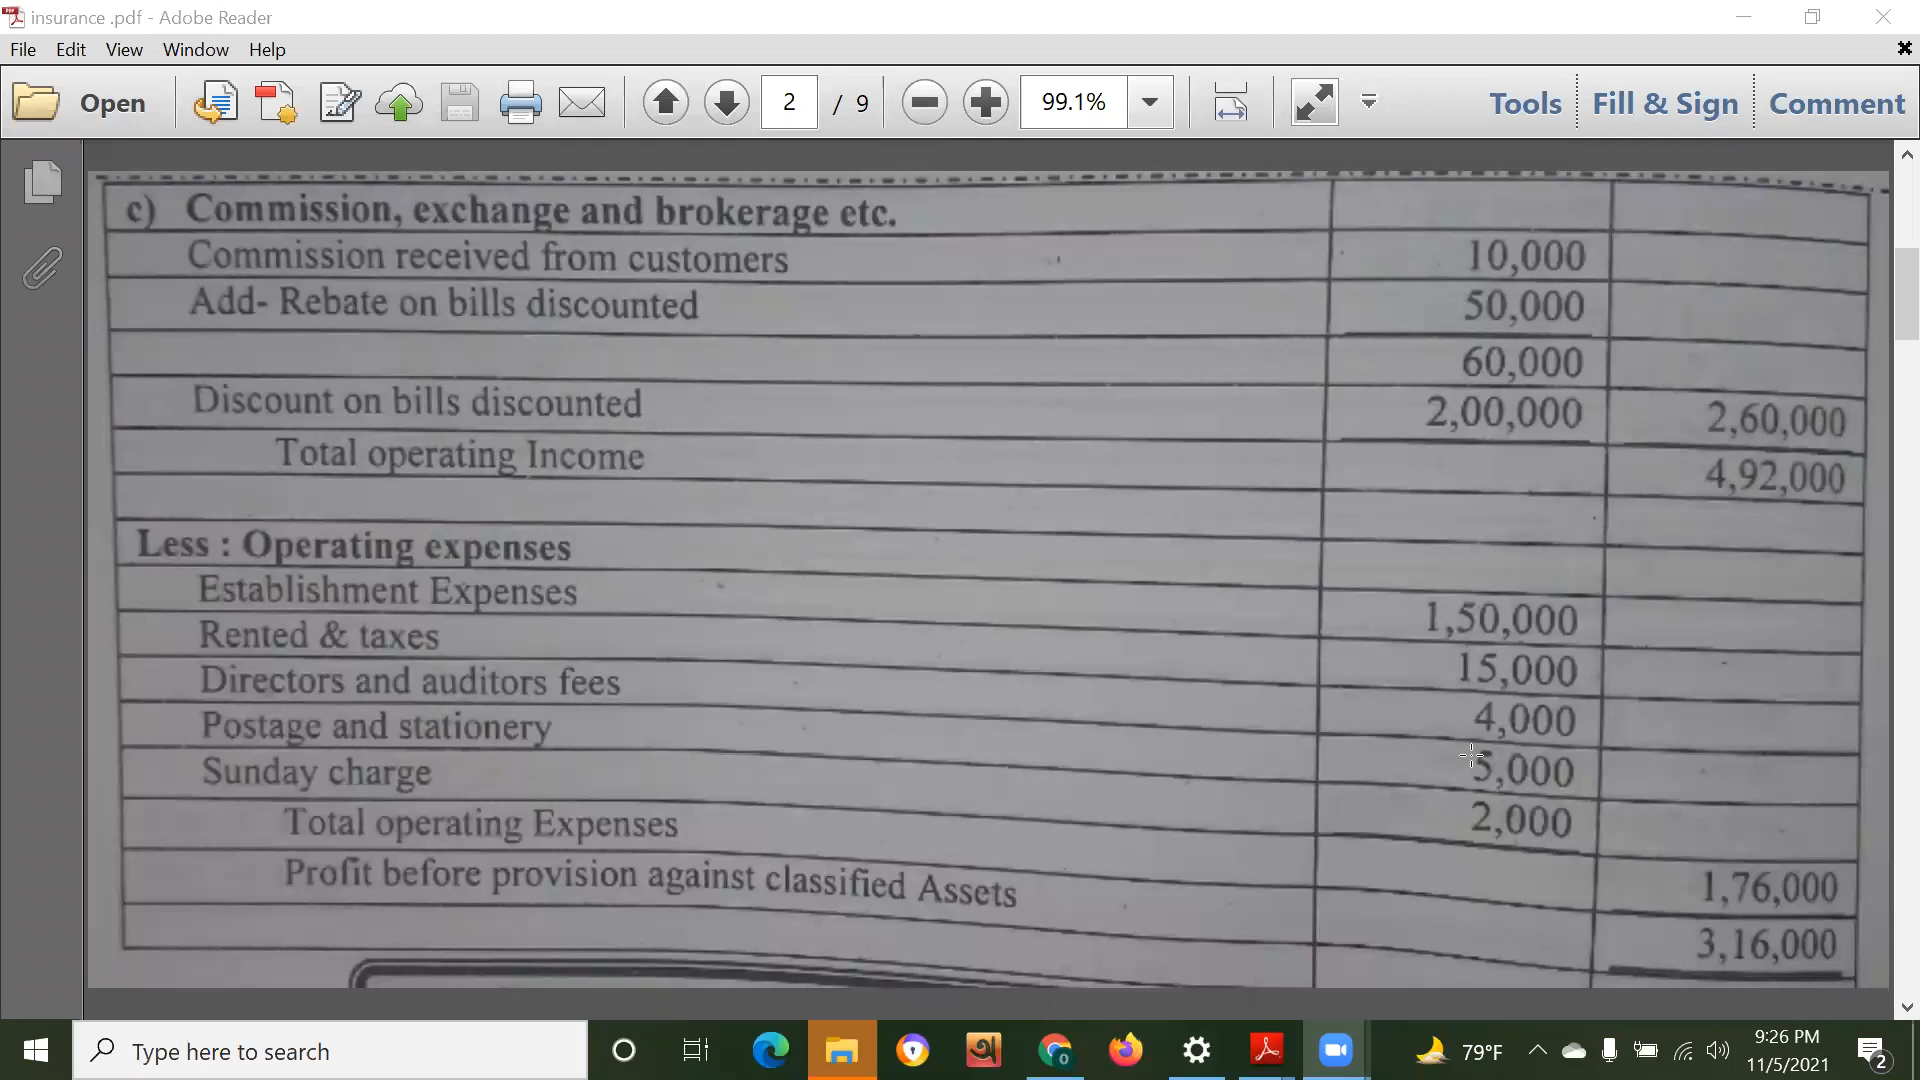 insurance .pdf - Adobe Reader
File Edit View Window Help
Open 2 / 9 99.1% Tools Fill & Sign Comment
c) Commission, exchange and brokerage etc.
Commission received from customers 10,000
Add- Rebate on bills discounted 50,000
60,000
Discount on bills discounted 2,00,000 2,60,000
Total operating Income 4,92,000
Less : Operating expenses
Establishment Expenses 1,50,000
Rented & taxes 15,000
Directors and auditors fees 4,000
Postage and stationery 5,000
Sunday charge 2,000
Total operating Expenses 1,76,000
Profit before provision against classified Assets 3,16,000
Type here to search 79°F 9:26 PM
11/5/2021 2